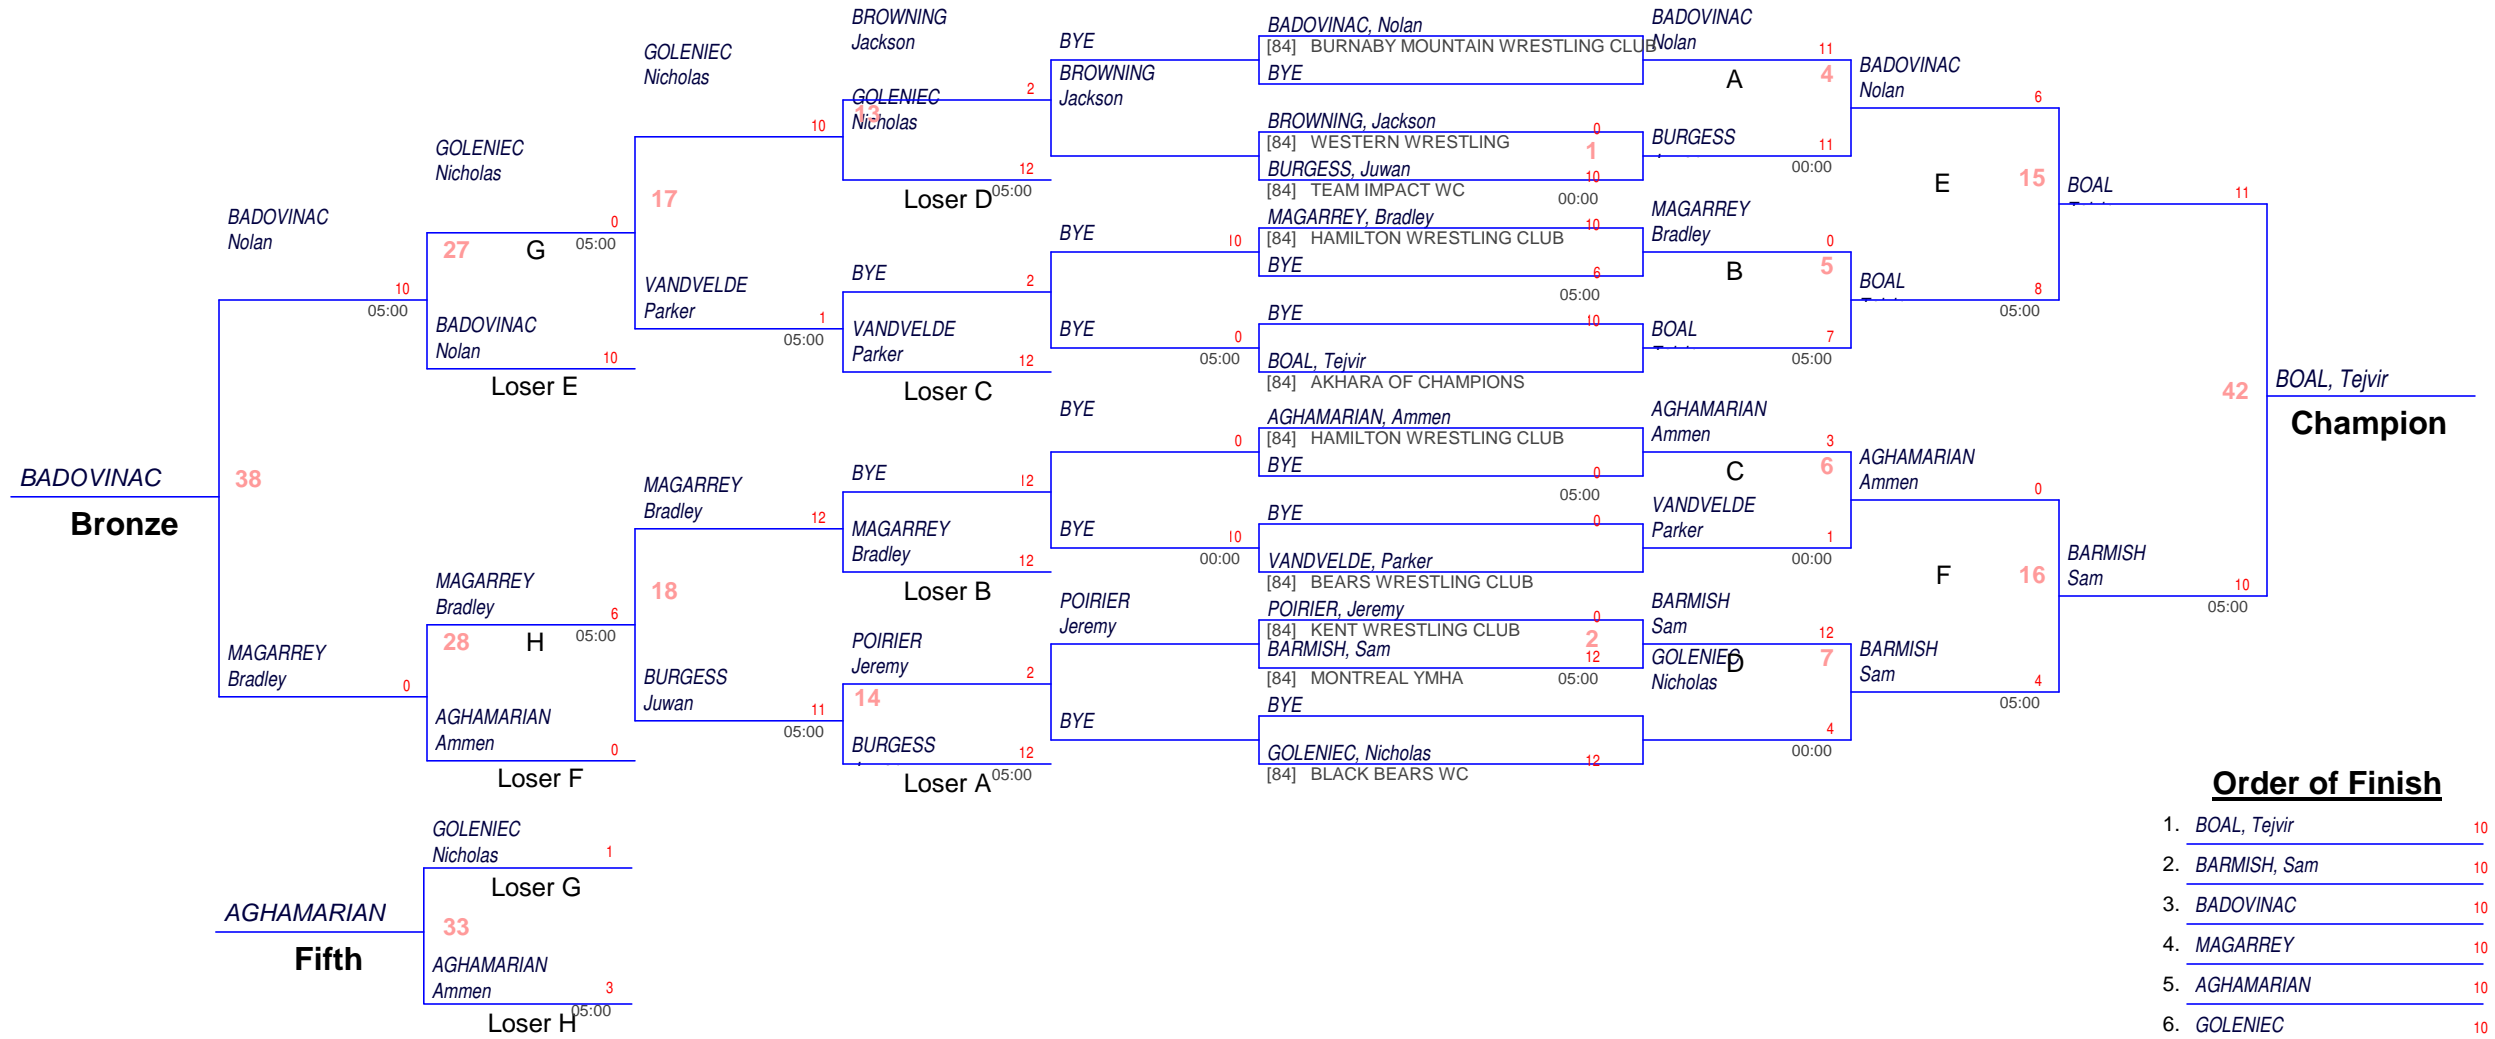 BADOVINAC
Bronze
38
BADOVINAC
Nolan
10
05:00
MAGARREY
Bradley
0
GOLENIEC
Nicholas
0
05:00
27
G
BADOVINAC
Nolan
10
Loser E
MAGARREY
Bradley
6
05:00
28
H
AGHAMARIAN
Ammen
0
Loser F
AGHAMARIAN
Fifth
GOLENIEC
Nicholas
1
Loser G
33
AGHAMARIAN
Ammen
3
05:00
Loser H
GOLENIEC
Nicholas
10
17
VANDVELDE
Parker
1
05:00
MAGARREY
Bradley
12
18
BURGESS
Juwan
11
05:00
BROWNING
Jackson
2
13
GOLENIEC
Nicholas
12
05:00
Loser D
BYE
2
VANDVELDE
Parker
12
Loser C
BYE
12
MAGARREY
Bradley
12
Loser B
POIRIER
Jeremy
2
14
BURGESS
12
05:00
Loser A
BYE
BROWNING
Jackson
BYE
10
BYE
0
05:00
BYE
0
BYE
10
00:00
POIRIER
Jeremy
BYE
BADOVINAC, Nolan
[84] BURNABY MOUNTAIN WRESTLING CLUB
BYE
BROWNING, Jackson
0
[84] WESTERN WRESTLING
1
BURGESS, Juwan
10
[84] TEAM IMPACT WC
00:00
MAGARREY, Bradley
10
[84] HAMILTON WRESTLING CLUB
BYE
6
05:00
BYE
10
BOAL, Tejvir
[84] AKHARA OF CHAMPIONS
AGHAMARIAN, Ammen
[84] HAMILTON WRESTLING CLUB
BYE
0
05:00
BYE
0
VANDVELDE, Parker
[84] BEARS WRESTLING CLUB
POIRIER, Jeremy
0
[84] KENT WRESTLING CLUB
2
BARMISH, Sam
12
[84] MONTREAL YMHA
05:00
BYE
GOLENIEC, Nicholas
12
[84] BLACK BEARS WC
BADOVINAC
Nolan
11
A
4
BURGESS
11
00:00
MAGARREY
Bradley
0
B
5
BOAL
7
05:00
AGHAMARIAN
Ammen
3
C
6
VANDVELDE
Parker
1
00:00
BARMISH
Sam
12
D
7
GOLENIEC
Nicholas
4
00:00
BADOVINAC
Nolan
6
E
15
BOAL
8
05:00
AGHAMARIAN
Ammen
0
F
16
BARMISH
Sam
4
05:00
BOAL
11
42
BARMISH
Sam
10
05:00
BOAL, Tejvir
Champion
Order of Finish
1. BOAL, Tejvir 10
2. BARMISH, Sam 10
3. BADOVINAC 10
4. MAGARREY 10
5. AGHAMARIAN 10
6. GOLENIEC 10